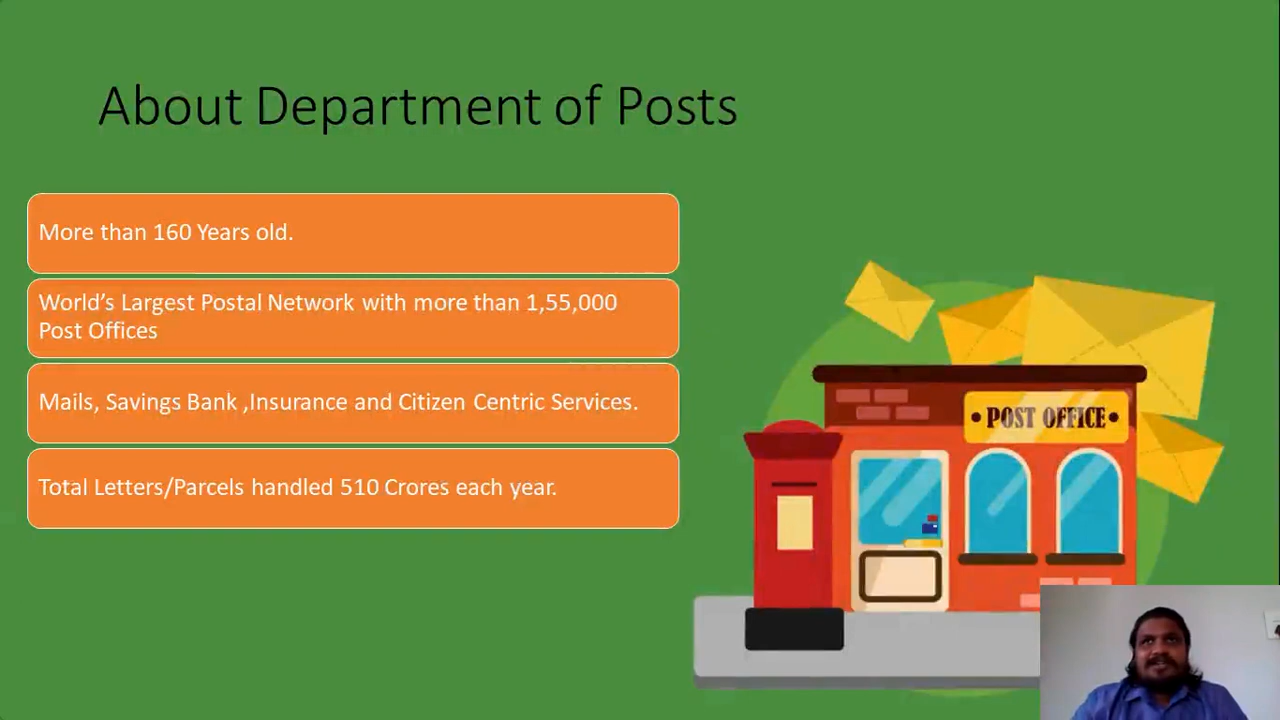 About Department of Posts
More than 160 Years old.
World's Largest Postal Network with more than 1,55,000
Post Offices
Mails, Savings Bank ,Insurance and Citizen Centric Services.
Total Letters/Parcels handled 510 Crores each year.
• POST OFFICE •